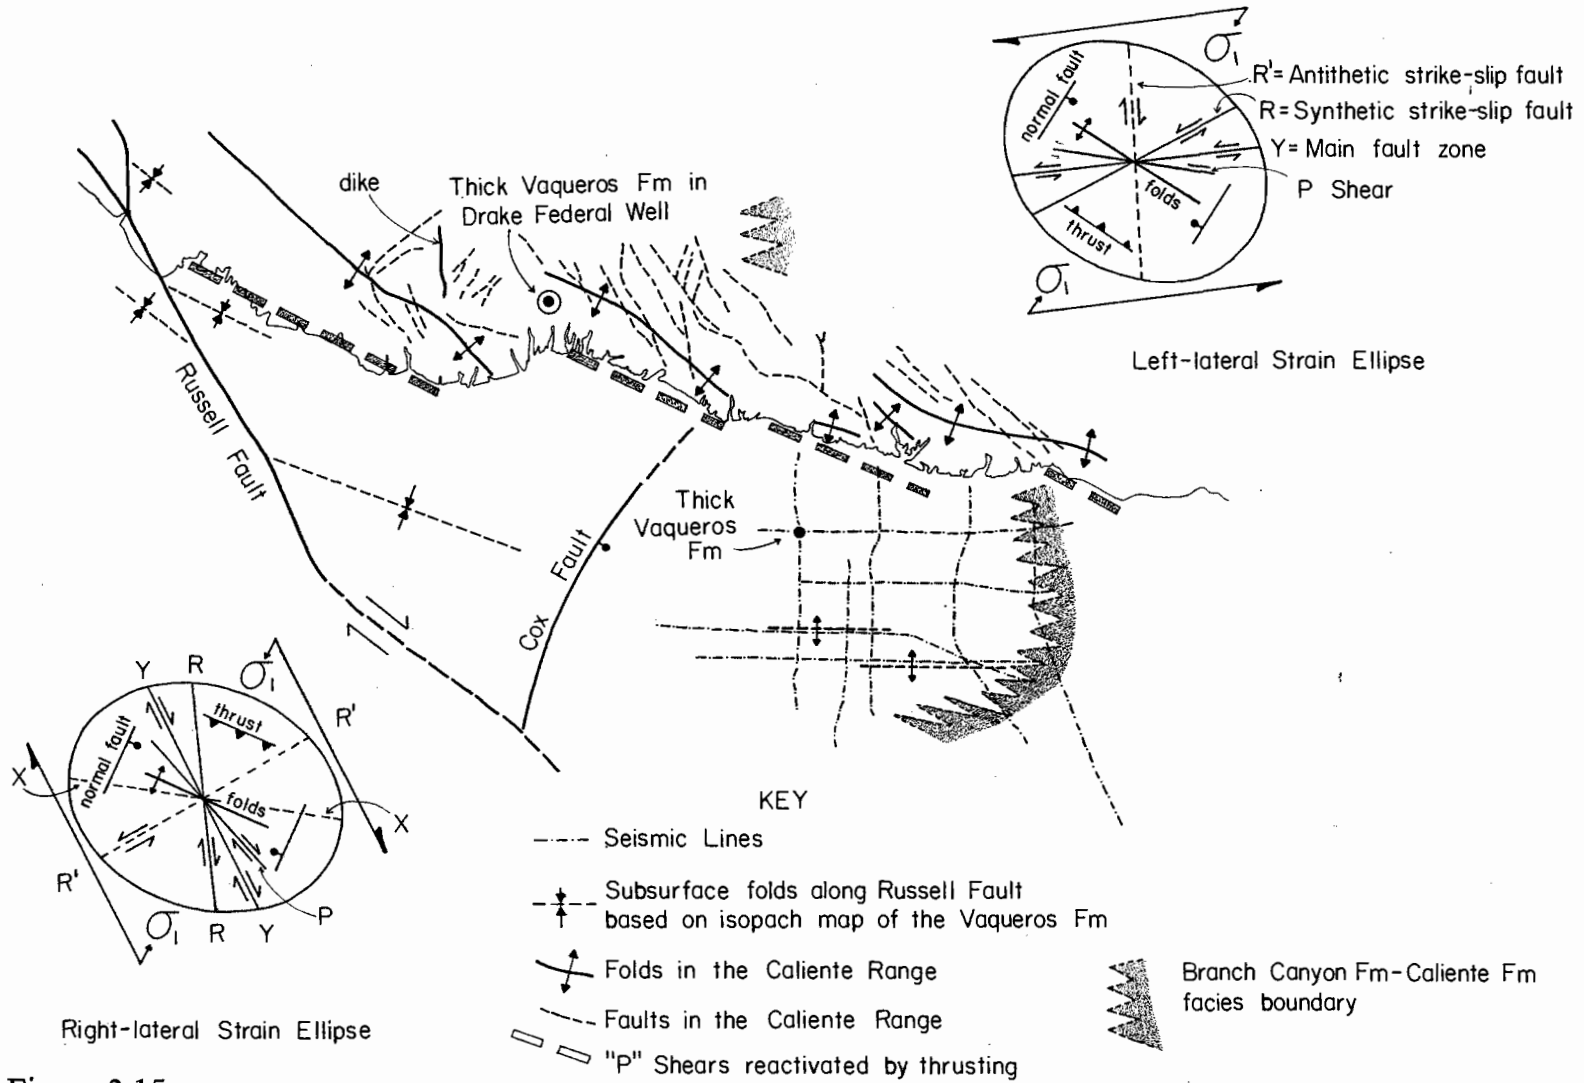 σ1
R'= Antithetic strike-slip fault
R= Synthetic strike-slip fault
Y= Main fault zone
P Shear
normal fault
folds
thrust
σ1
Left-lateral Strain Ellipse
dike
Thick Vaqueros Fm in
Drake Federal Well
Russell Fault
Cox Fault
Thick
Vaqueros
Fm
Y R
σ1
R'
thrust
normal fault
X
folds
X
R'
P
σ1
R Y
Right-lateral Strain Ellipse
KEY
Seismic Lines
Subsurface folds along Russell Fault
based on isopach map of the Vaqueros Fm
Folds in the Caliente Range
Faults in the Caliente Range
"P" Shears reactivated by thrusting
Branch Canyon Fm-Caliente Fm
facies boundary